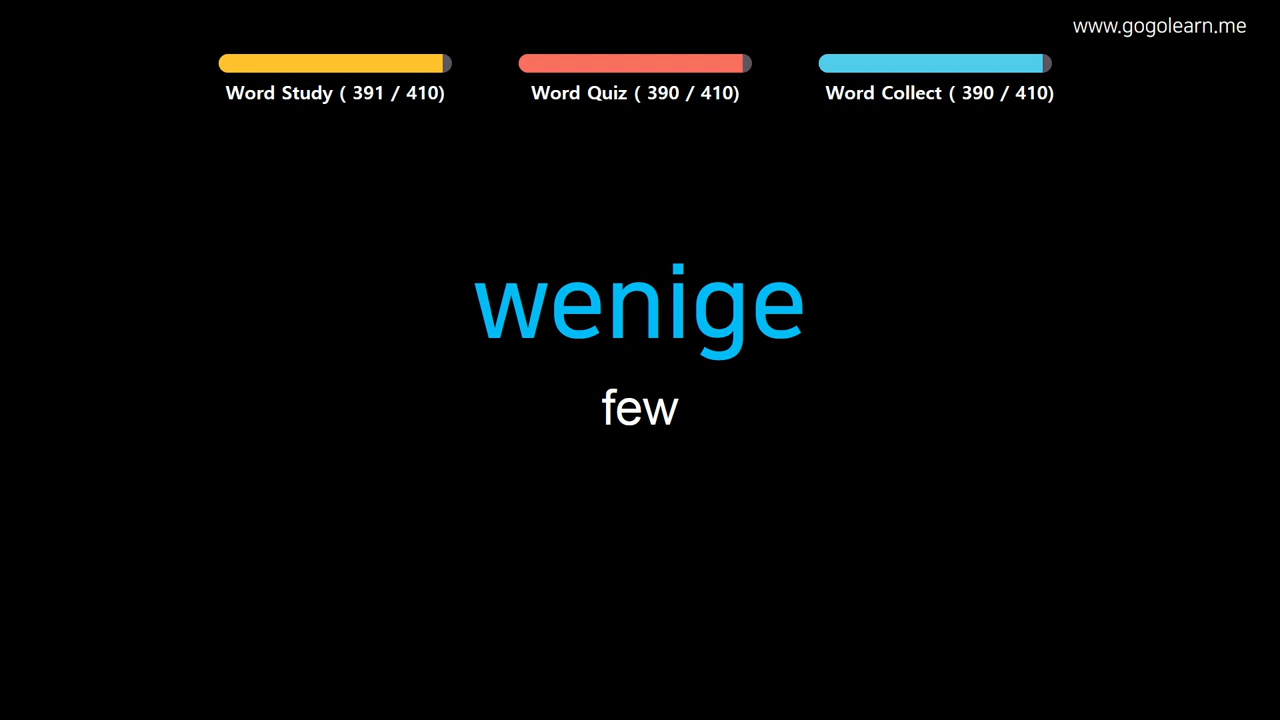 www.gogolearn.me
Word Study ( 391 / 410)
Word Quiz ( 390 / 410)
Word Collect ( 390 / 410)
wenige
few